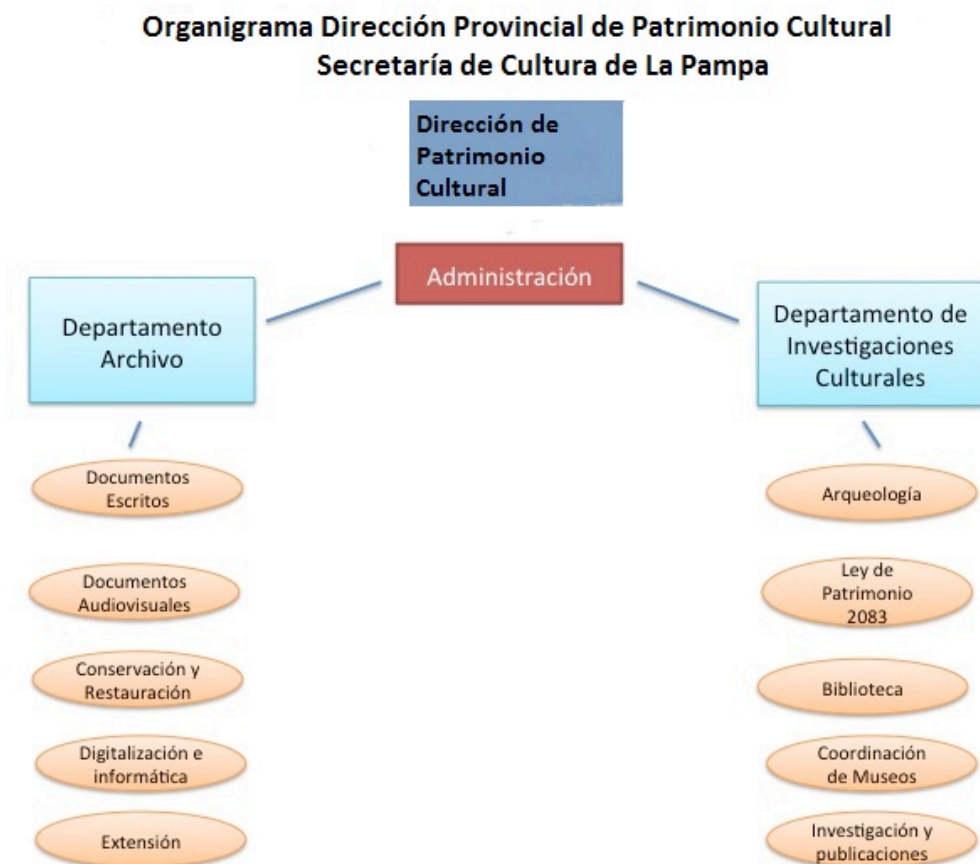 Organigrama Dirección Provincial de Patrimonio Cultural
Secretaría de Cultura de La Pampa
Dirección de
Patrimonio
Cultural
Administración
Departamento
Archivo
Documentos
Escritos
Documentos
Audiovisuales
Conservación y
Restauración
Digitalización e
informática
Extensión
Departamento de
Investigaciones
Culturales
Arqueología
Ley de
Patrimonio
2083
Biblioteca
Coordinación
de Museos
Investigación y
publicaciones